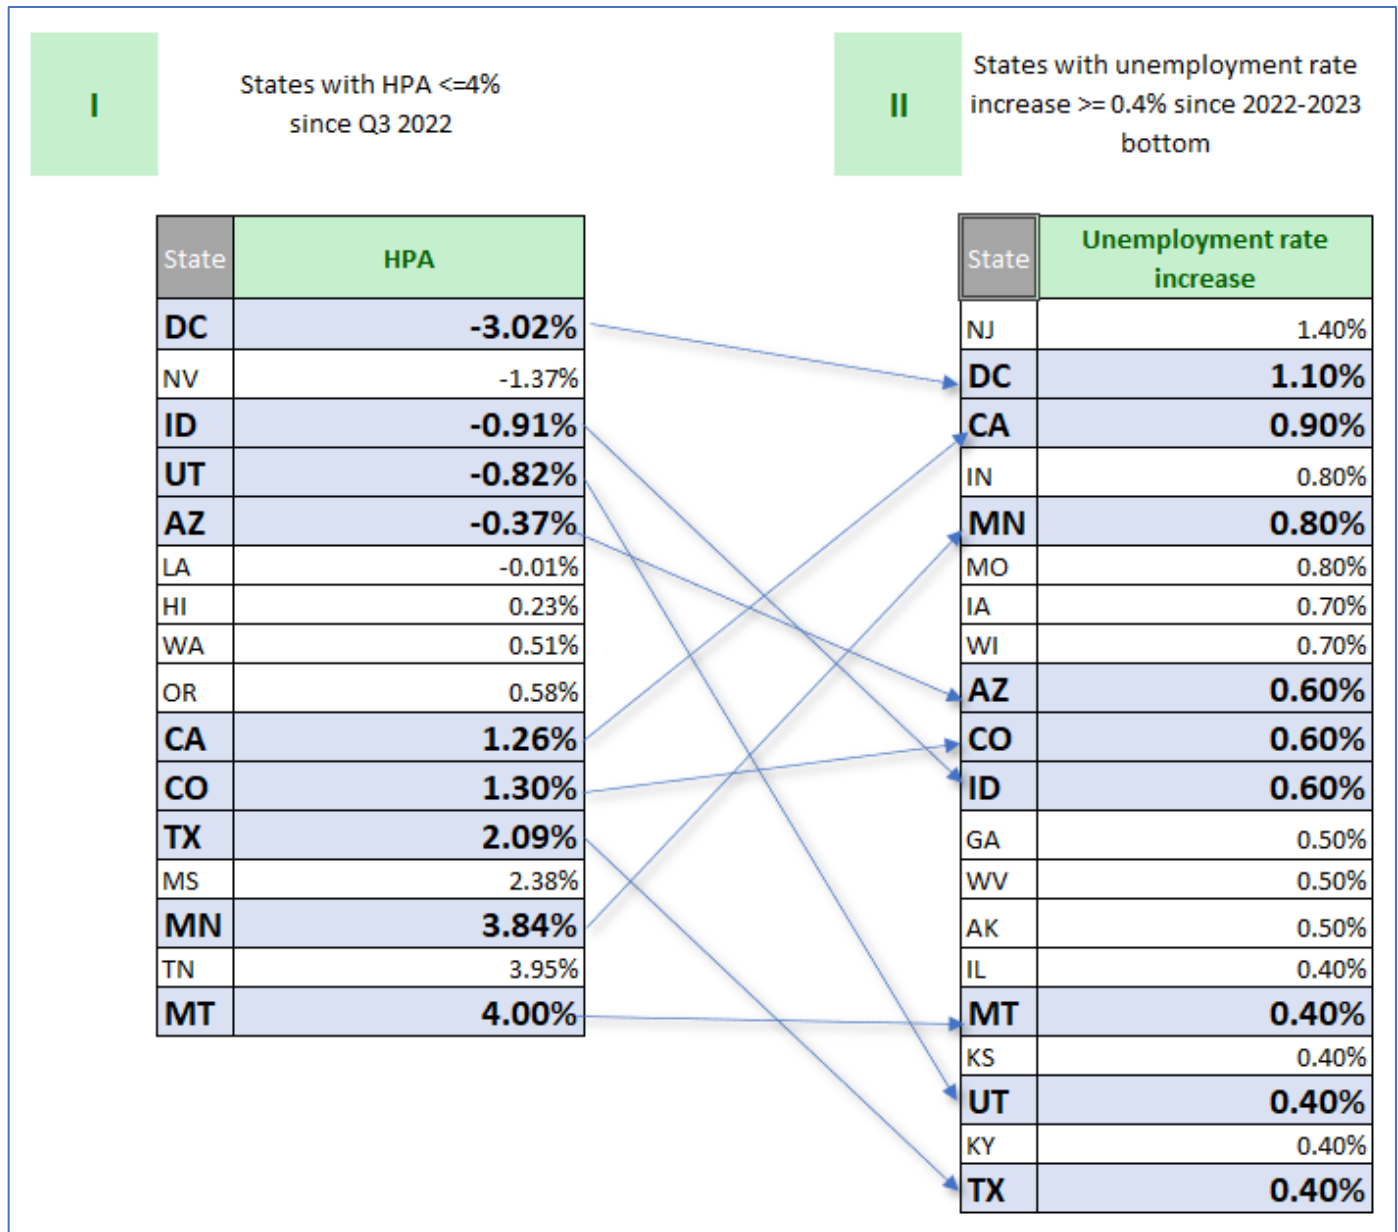 I
States with HPA <=4%
since Q3 2022
II
States with unemployment rate
increase >= 0.4% since 2022-2023
bottom
State HPA
DC -3.02%
NV -1.37%
ID -0.91%
UT -0.82%
AZ -0.37%
LA -0.01%
HI 0.23%
WA 0.51%
OR 0.58%
CA 1.26%
CO 1.30%
TX 2.09%
MS 2.38%
MN 3.84%
TN 3.95%
MT 4.00%
State Unemployment rate
increase
NJ 1.40%
DC 1.10%
CA 0.90%
IN 0.80%
MN 0.80%
MO 0.80%
IA 0.70%
WI 0.70%
AZ 0.60%
CO 0.60%
ID 0.60%
GA 0.50%
WV 0.50%
AK 0.50%
IL 0.40%
MT 0.40%
KS 0.40%
UT 0.40%
KY 0.40%
TX 0.40%